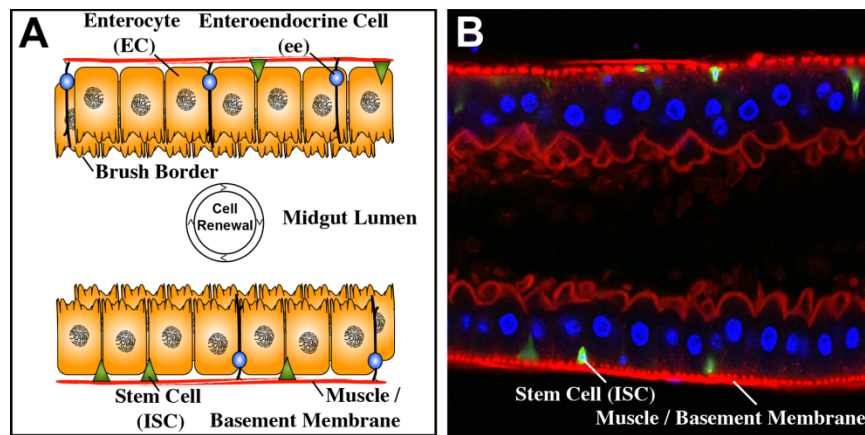 A
Enterocyte
(EC)
Enteroendocrine Cell
(ee)
Brush Border
Cell
Renewal
Midgut Lumen
Stem Cell
(ISC)
Muscle /
Basement Membrane
B
Stem Cell (ISC)
Muscle / Basement Membrane